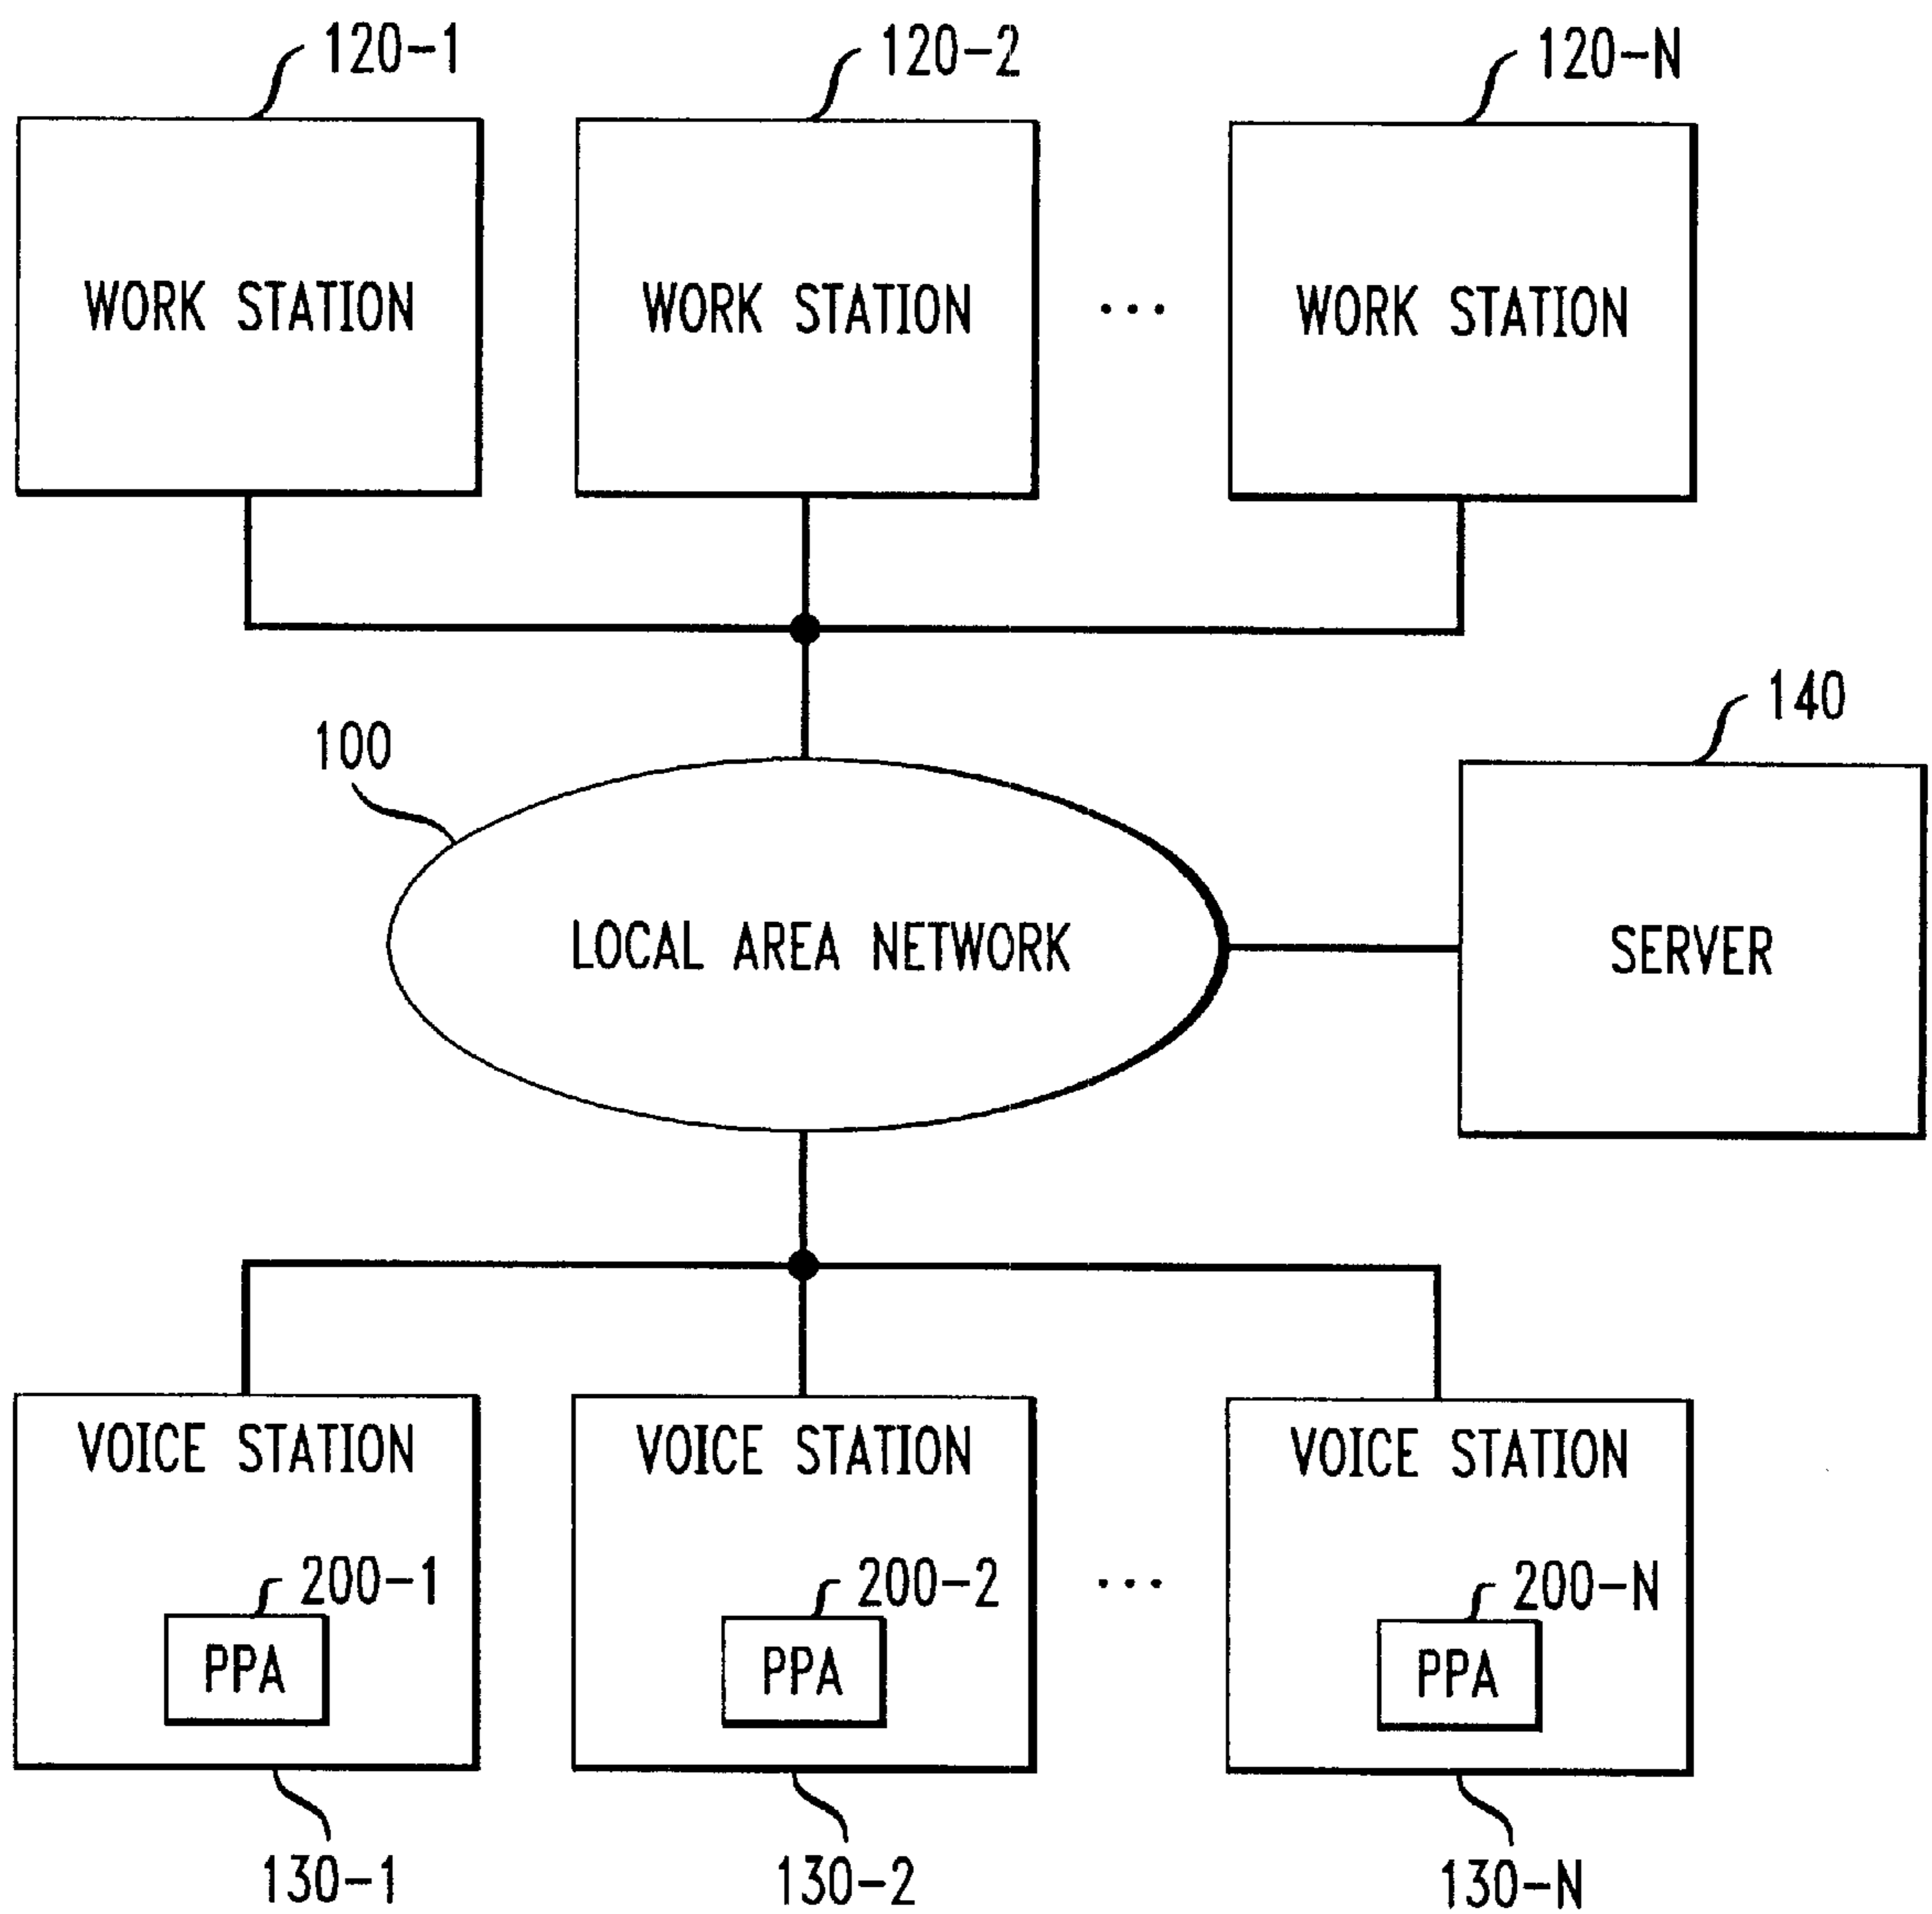 120-1
120-2
120-N
WORK STATION
WORK STATION
...
WORK STATION
140
100
LOCAL AREA NETWORK
SERVER
VOICE STATION
VOICE STATION
VOICE STATION
200-1
200-2
...
200-N
PPA
PPA
PPA
130-1
130-2
130-N